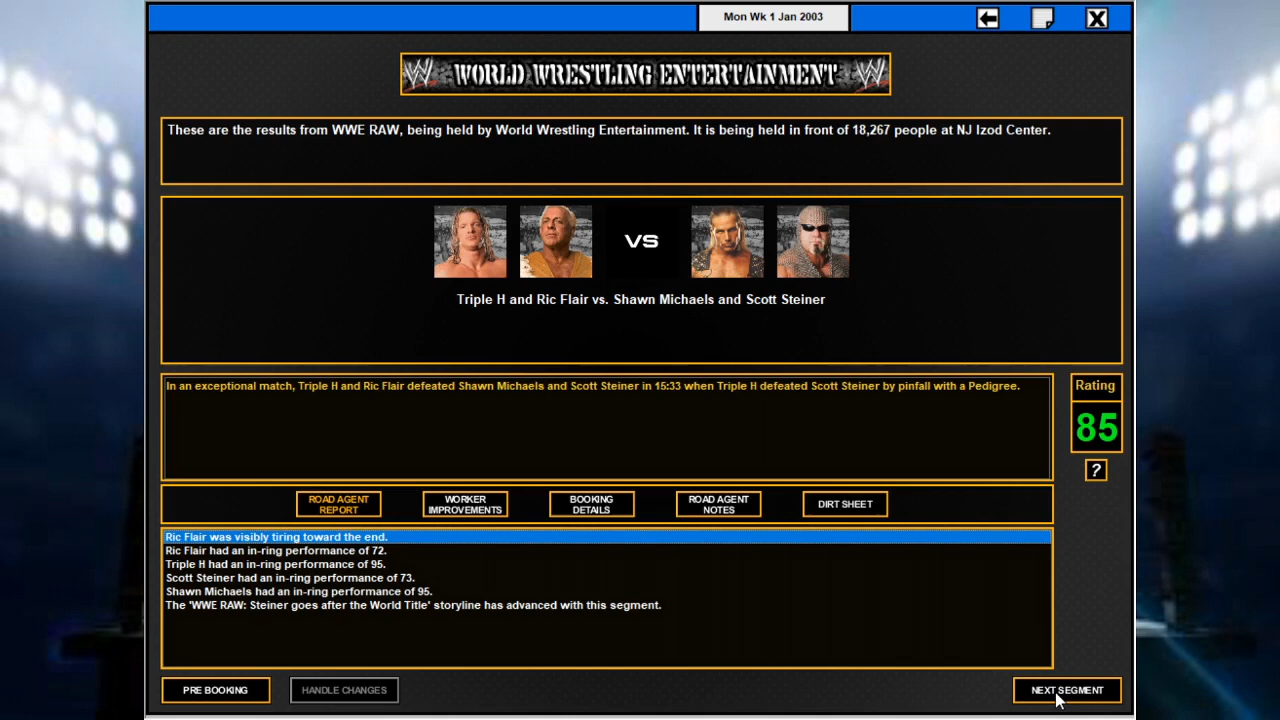 Mon Wk 1 Jan 2003
WORLD WRESTLING ENTERTAINMENT
These are the results from WWE RAW, being held by World Wrestling Entertainment. It is being held in front of 18,267 people at NJ Izod Center.
VS
Triple H and Ric Flair vs. Shawn Michaels and Scott Steiner
In an exceptional match, Triple H and Ric Flair defeated Shawn Michaels and Scott Steiner in 15:33 when Triple H defeated Scott Steiner by pinfall with a Pedigree.
Rating
85
?
ROAD AGENT
REPORT
WORKER
IMPROVEMENTS
BOOKING
DETAILS
ROAD AGENT
NOTES
DIRT SHEET
Ric Flair was visibly tiring toward the end.
Ric Flair had an in-ring performance of 72.
Triple H had an in-ring performance of 95.
Scott Steiner had an in-ring performance of 73.
Shawn Michaels had an in-ring performance of 95.
The 'WWE RAW: Steiner goes after the World Title' storyline has advanced with this segment.
PRE BOOKING
HANDLE CHANGES
NEXT SEGMENT